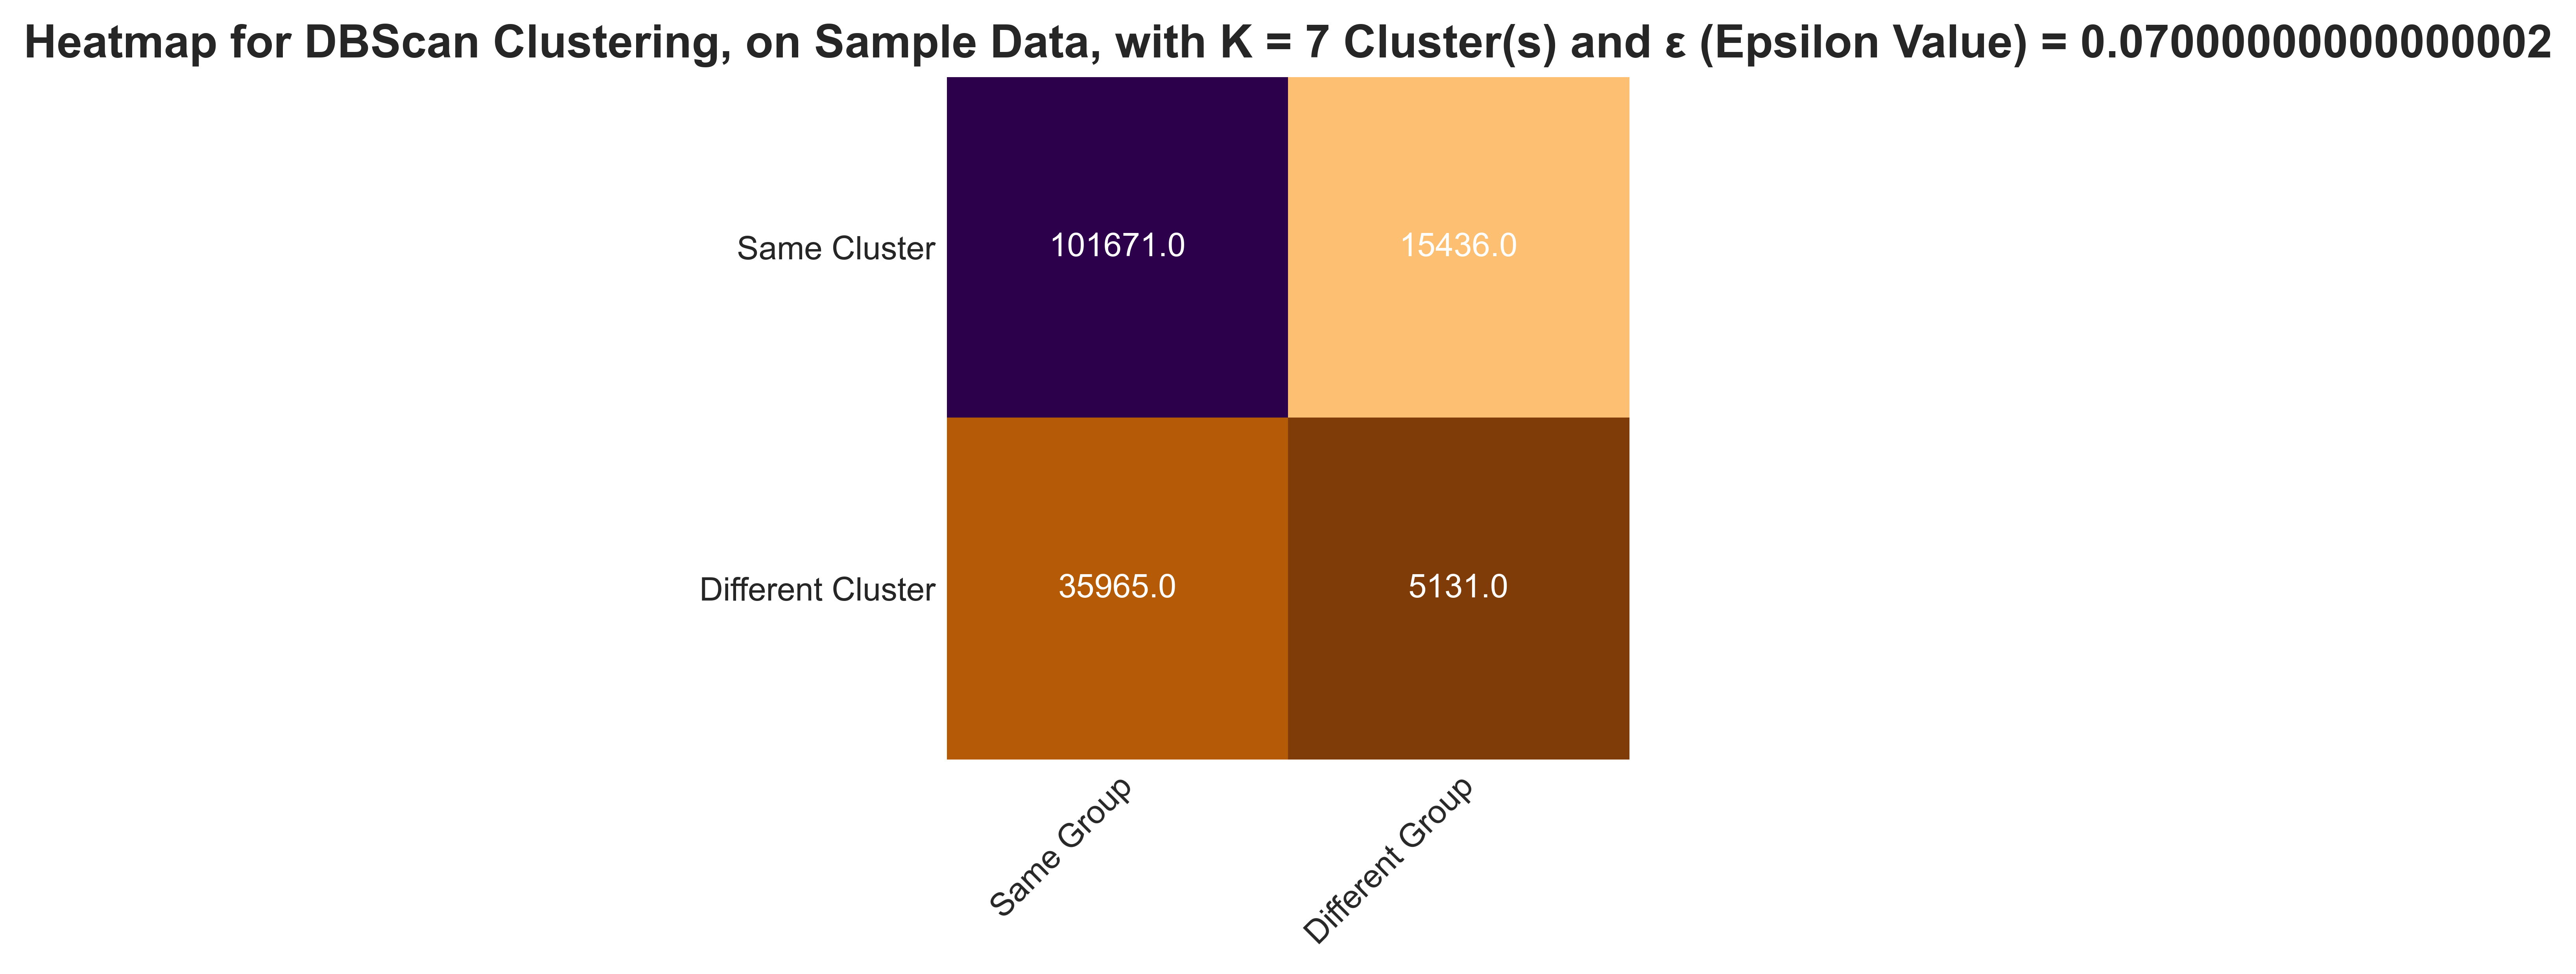 Heatmap for DBScan Clustering, on Sample Data, with K = 7 Cluster(s) and ε (Epsilon Value) = 0.07000000000000002
Same Cluster
101671.0
15436.0
Different Cluster
35965.0
5131.0
Same Group
Different Group